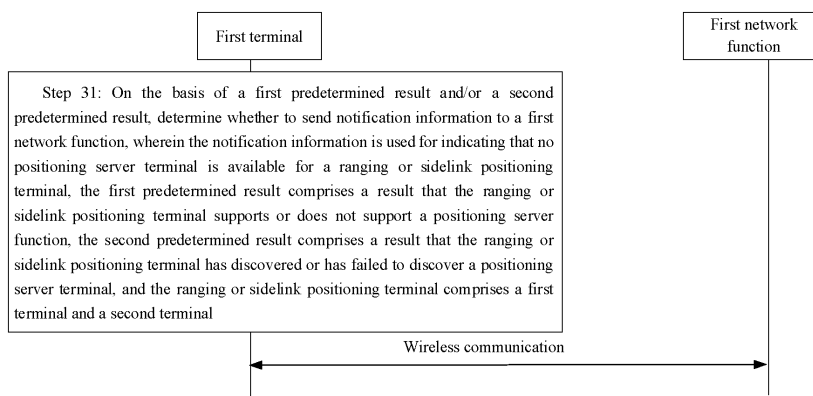 First terminal
First network
function
Step 31: On the basis of a first predetermined result and/or a second
predetermined result, determine whether to send notification information to a first
network function, wherein the notification information is used for indicating that no
positioning server terminal is available for a ranging or sidelink positioning
terminal, the first predetermined result comprises a result that the ranging or
sidelink positioning terminal supports or does not support a positioning server
function, the second predetermined result comprises a result that the ranging or
sidelink positioning terminal has discovered or has failed to discover a positioning
server terminal, and the ranging or sidelink positioning terminal comprises a first
terminal and a second terminal
Wireless communication